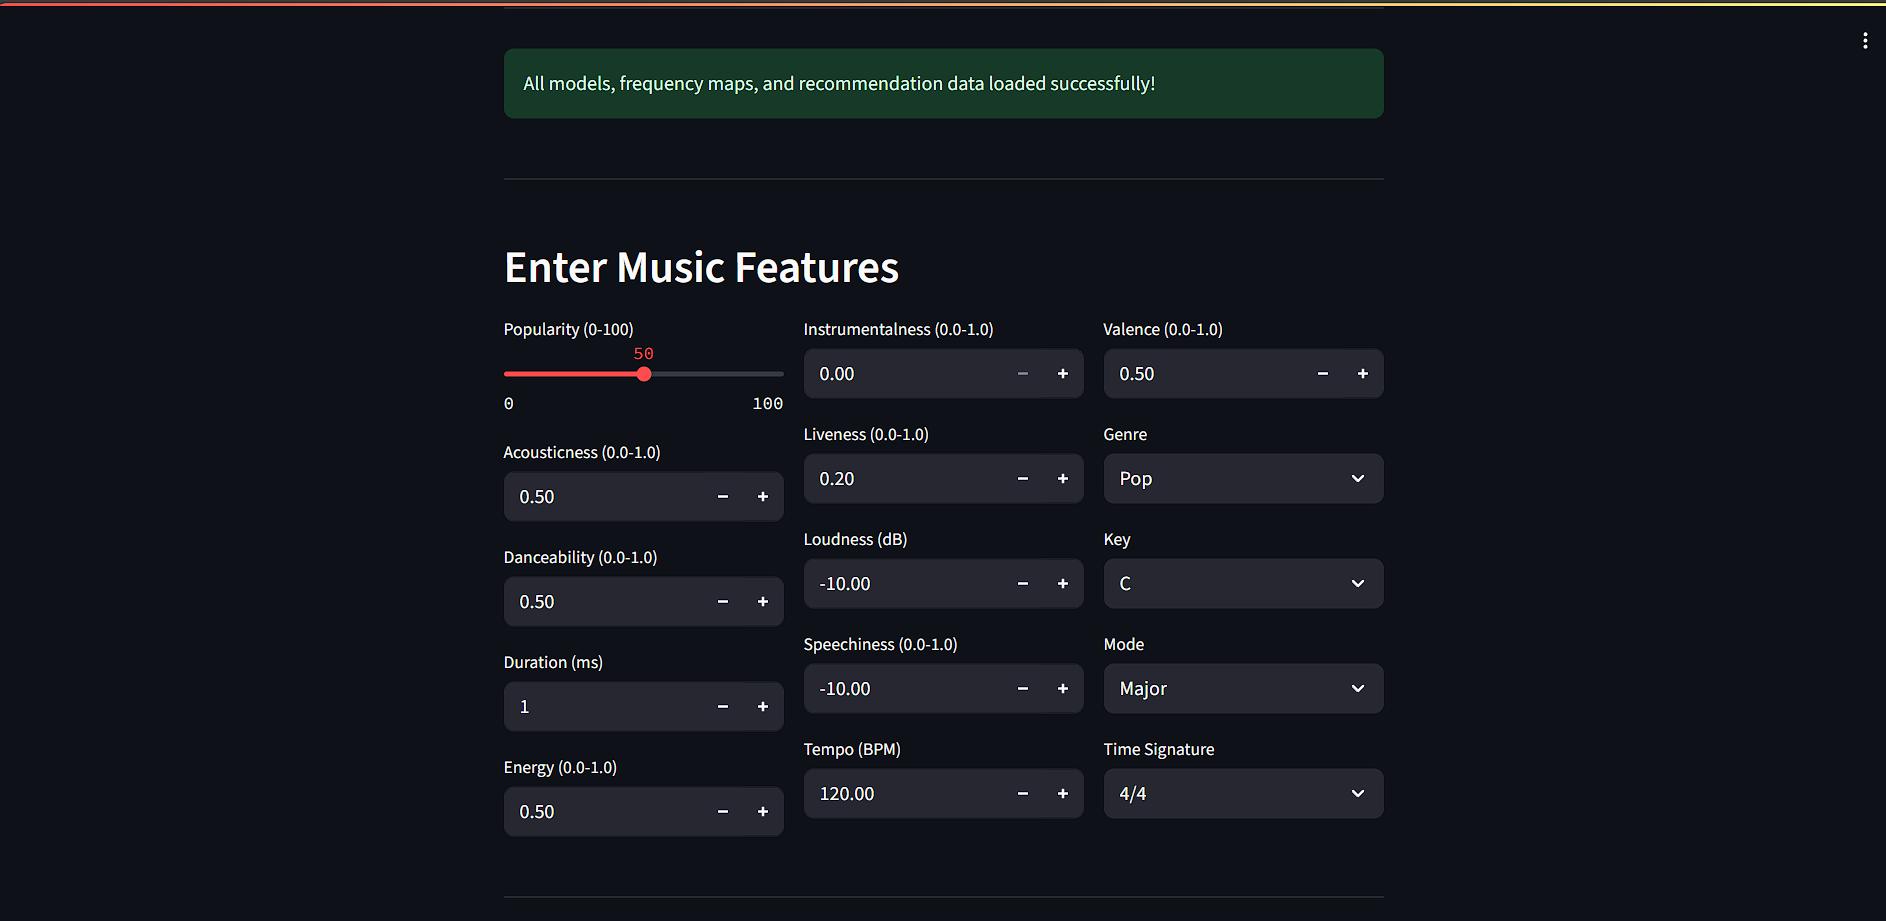 All models, frequency maps, and recommendation data loaded successfully!
Enter Music Features
Popularity (0-100)
50
0 100
Acousticness (0.0-1.0)
0.50
Danceability (0.0-1.0)
0.50
Duration (ms)
1
Energy (0.0-1.0)
0.50
Instrumentalness (0.0-1.0)
0.00
Liveness (0.0-1.0)
0.20
Loudness (dB)
-10.00
Speechiness (0.0-1.0)
-10.00
Tempo (BPM)
120.00
Valence (0.0-1.0)
0.50
Genre
Pop
Key
C
Mode
Major
Time Signature
4/4